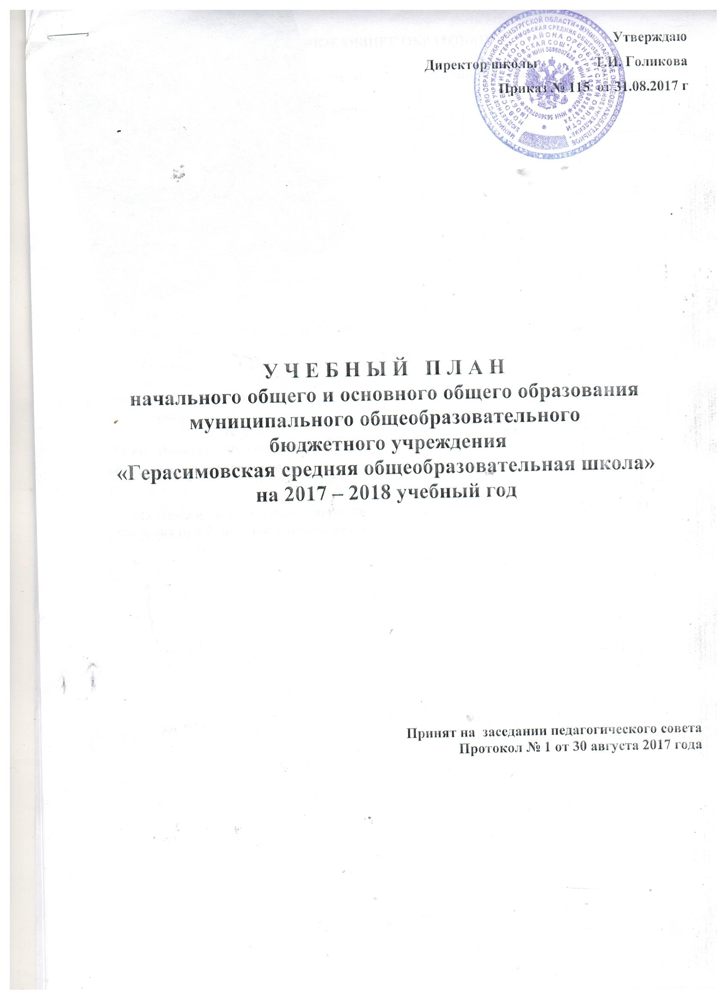 Утверждаю
Директор школы Т.И. Голикова
Приказ № 115 от 31.08.2017 г
УЧЕБНЫЙ ПЛАН
начального общего и основного общего образования
муниципального общеобразовательного
бюджетного учреждения
«Герасимовская средняя общеобразовательная школа»
на 2017 – 2018 учебный год
Принят на заседании педагогического совета
Протокол № 1 от 30 августа 2017 года